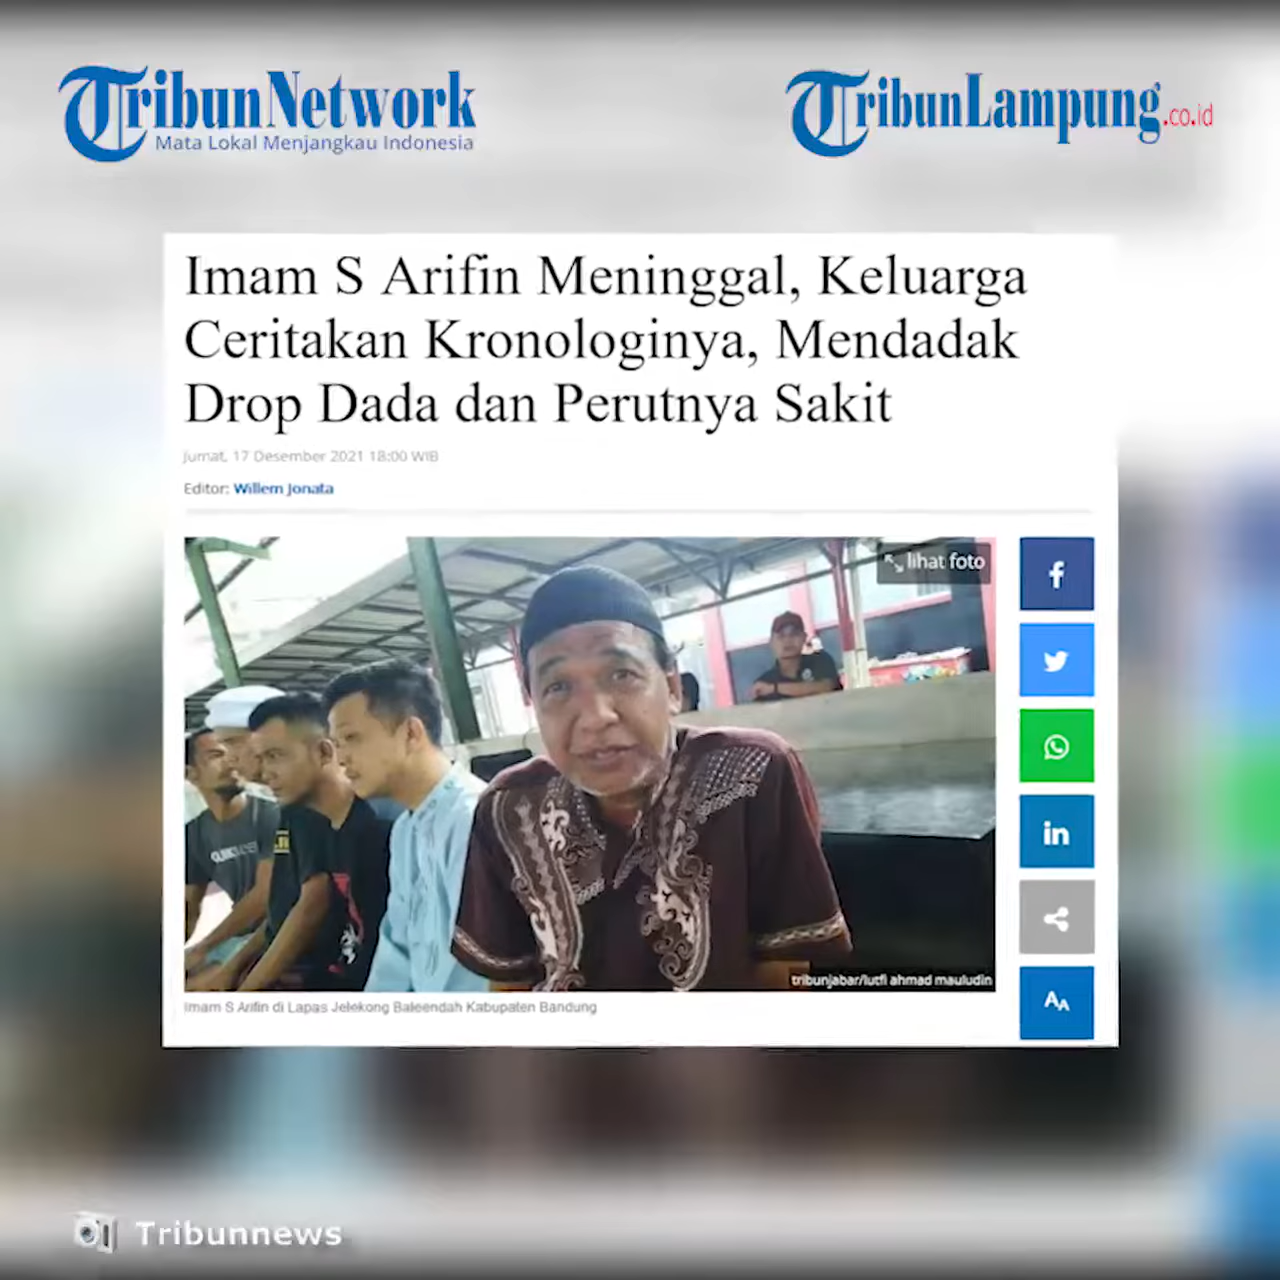 TribunNetwork
Mata Lokal Menjangkau Indonesia
TribunLampung.co.id
Imam S Arifin Meninggal, Keluarga
Ceritakan Kronologinya, Mendadak
Drop Dada dan Perutnya Sakit
Jumat, 17 Desember 2021 18:00 WIB
Editor: Willem Jonata
lihat foto
f
in
AA
tribunjabar/lutfi ahmad mauludin
Imam S Arifin di Lapas Jelekong Baleendah Kabupaten Bandung
Tribunnews